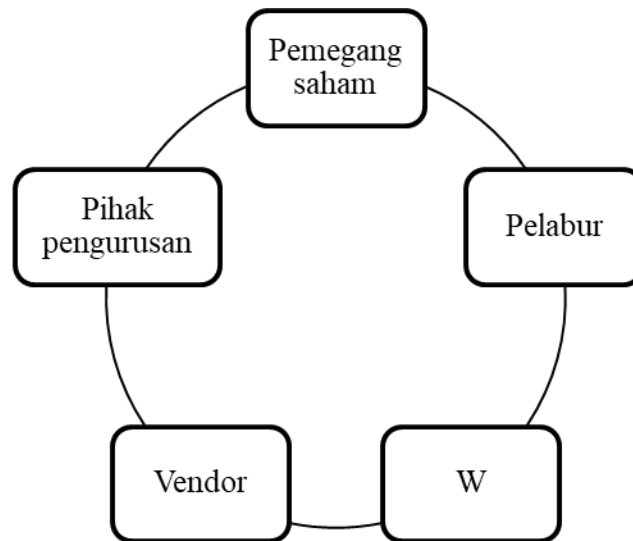 Pemegang
saham
Pihak
pengurusan
Pelabur
Vendor
W